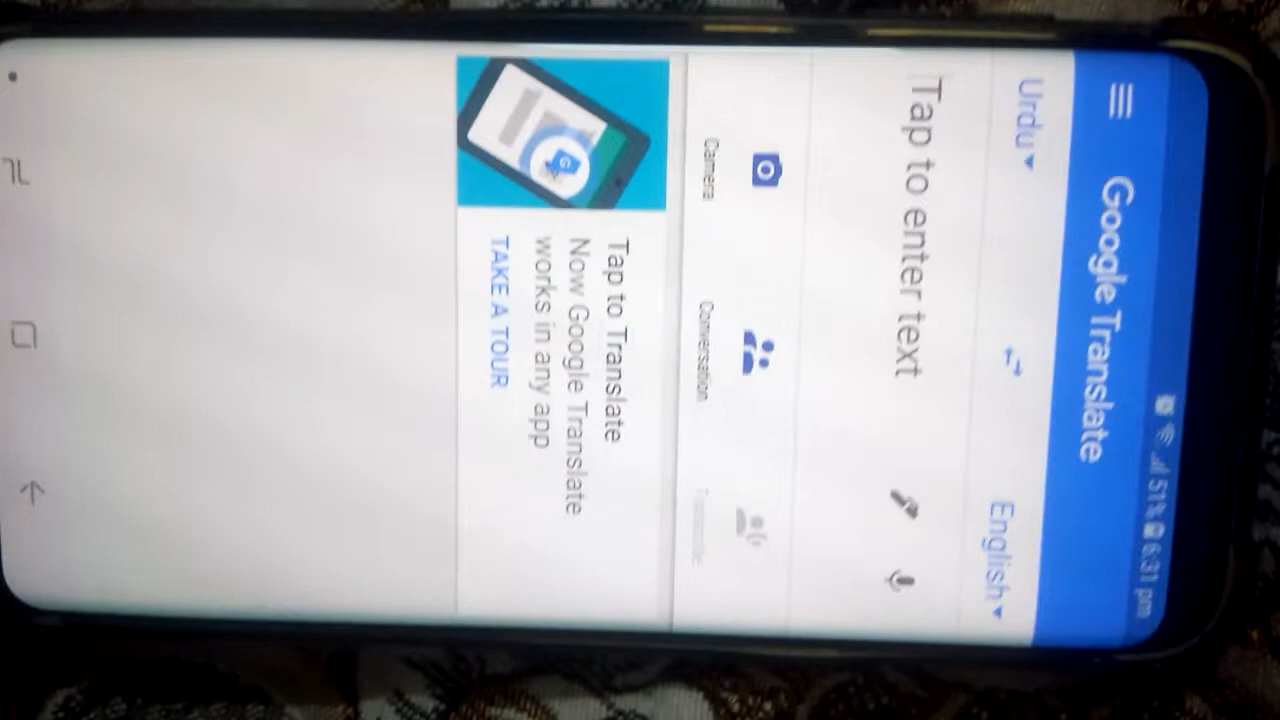 51% 6:31 pm
Google Translate
Urdu English
Tap to enter text
Camera Conversation Transcribe
Tap to Translate
Now Google Translate
works in any app
TAKE A TOUR